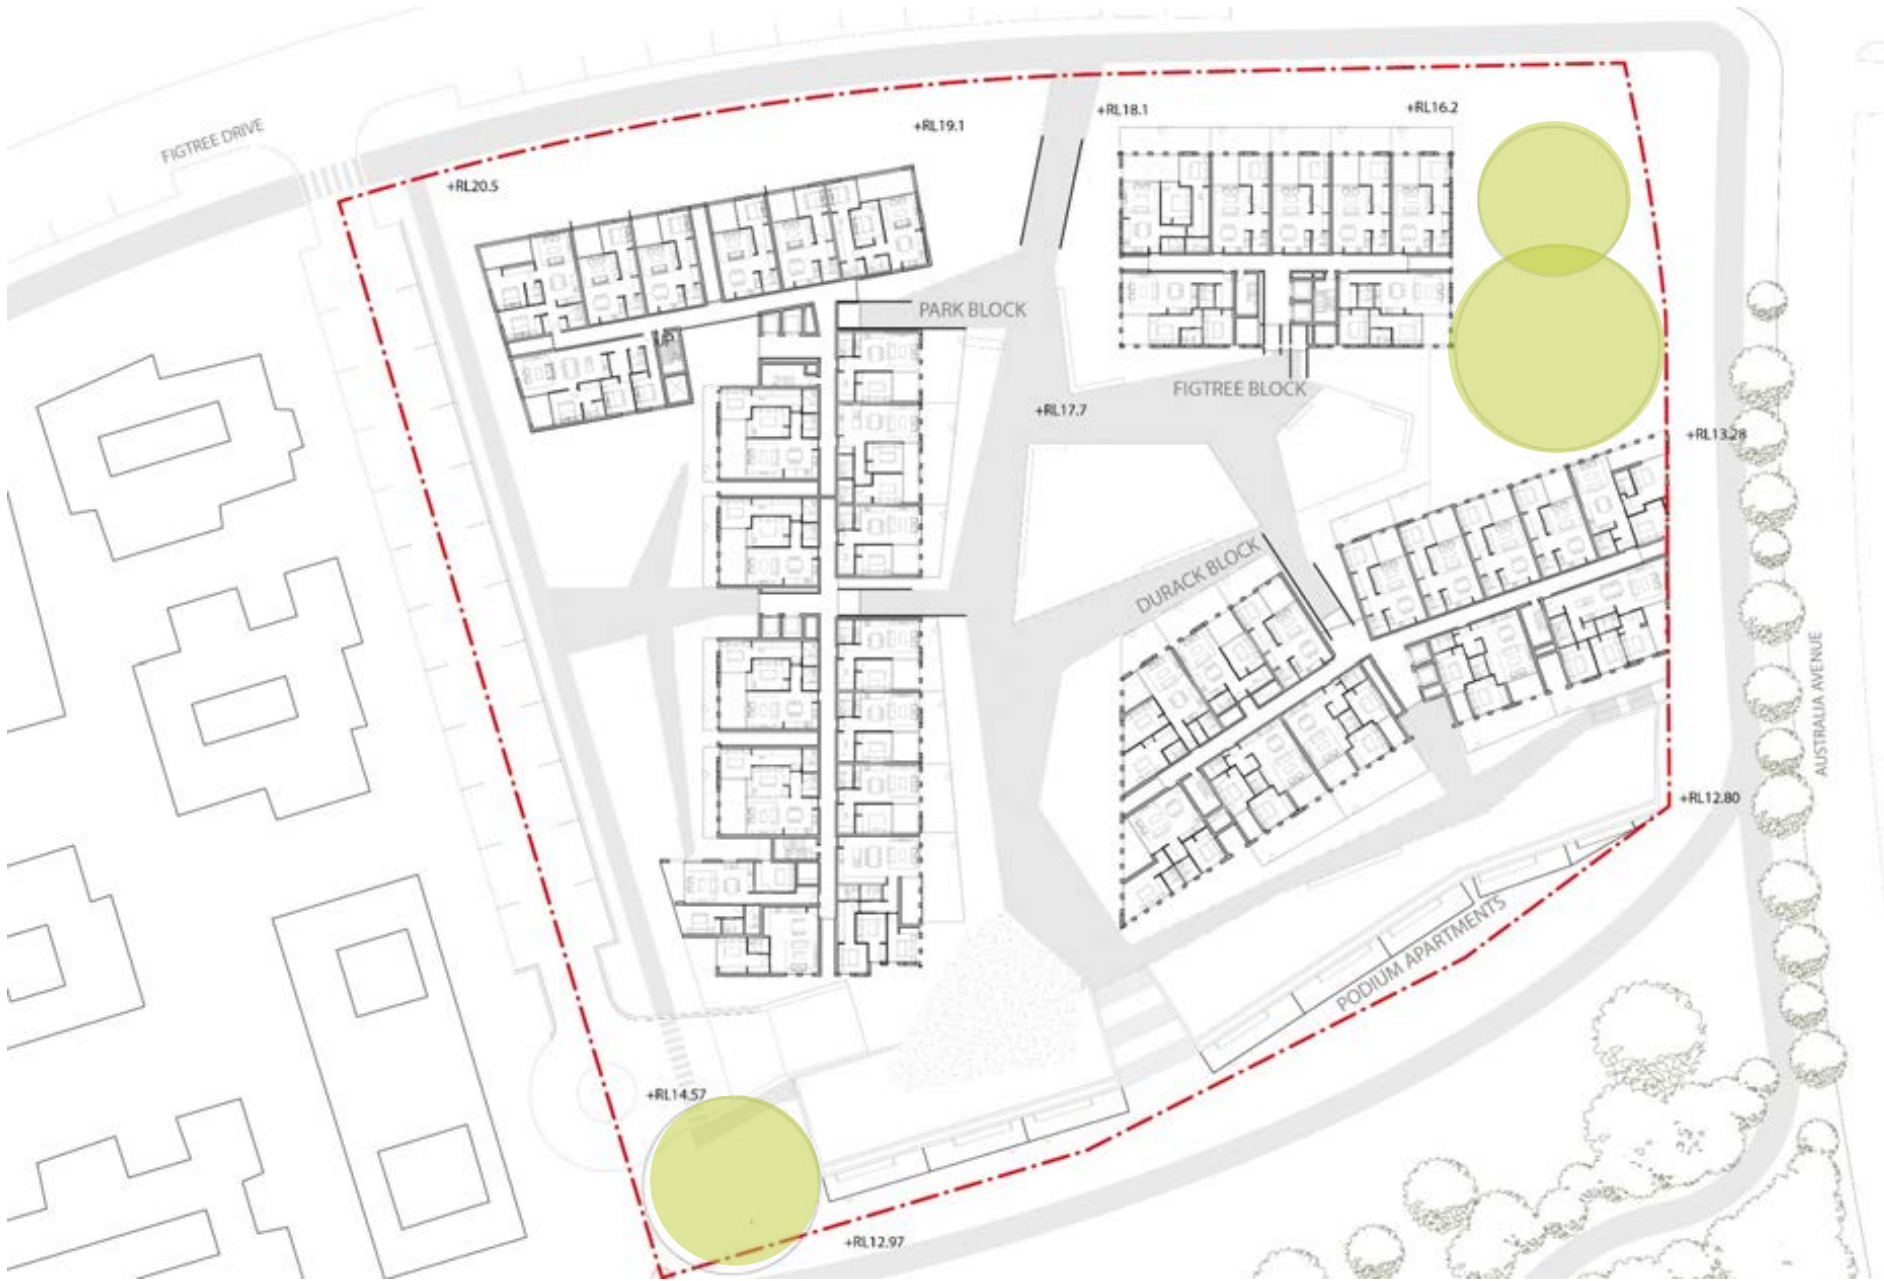 FIGTREE DRIVE
+RL20.5
+RL19.1
+RL18.1
+RL16.2
PARK BLOCK
FIGTREE BLOCK
+RL17.7
+RL13.28
DURACK BLOCK
AUSTRALIA AVENUE
+RL12.80
PODIUM APARTMENTS
+RL14.57
+RL12.97